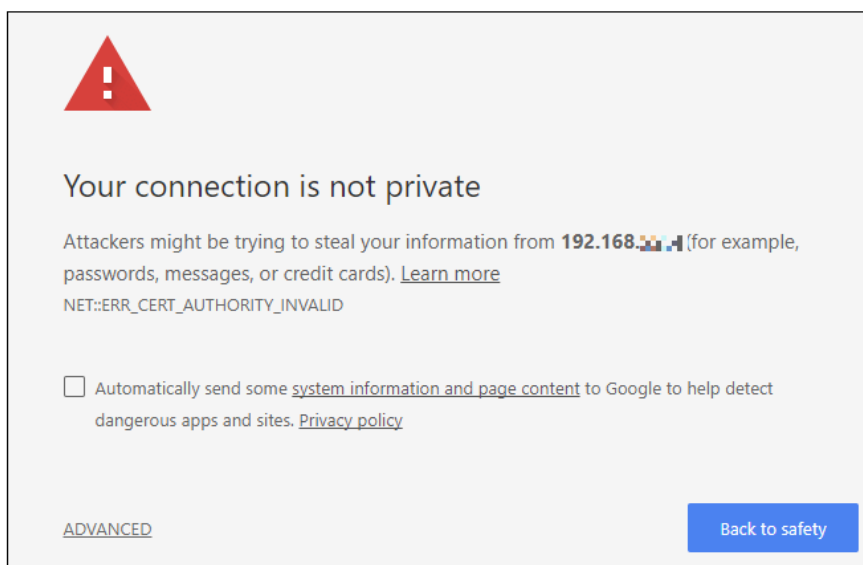 Your connection is not private
Attackers might be trying to steal your information from 192.168. (for example,
passwords, messages, or credit cards). Learn more
NET::ERR_CERT_AUTHORITY_INVALID
Automatically send some system information and page content to Google to help detect
dangerous apps and sites. Privacy policy
ADVANCED
Back to safety